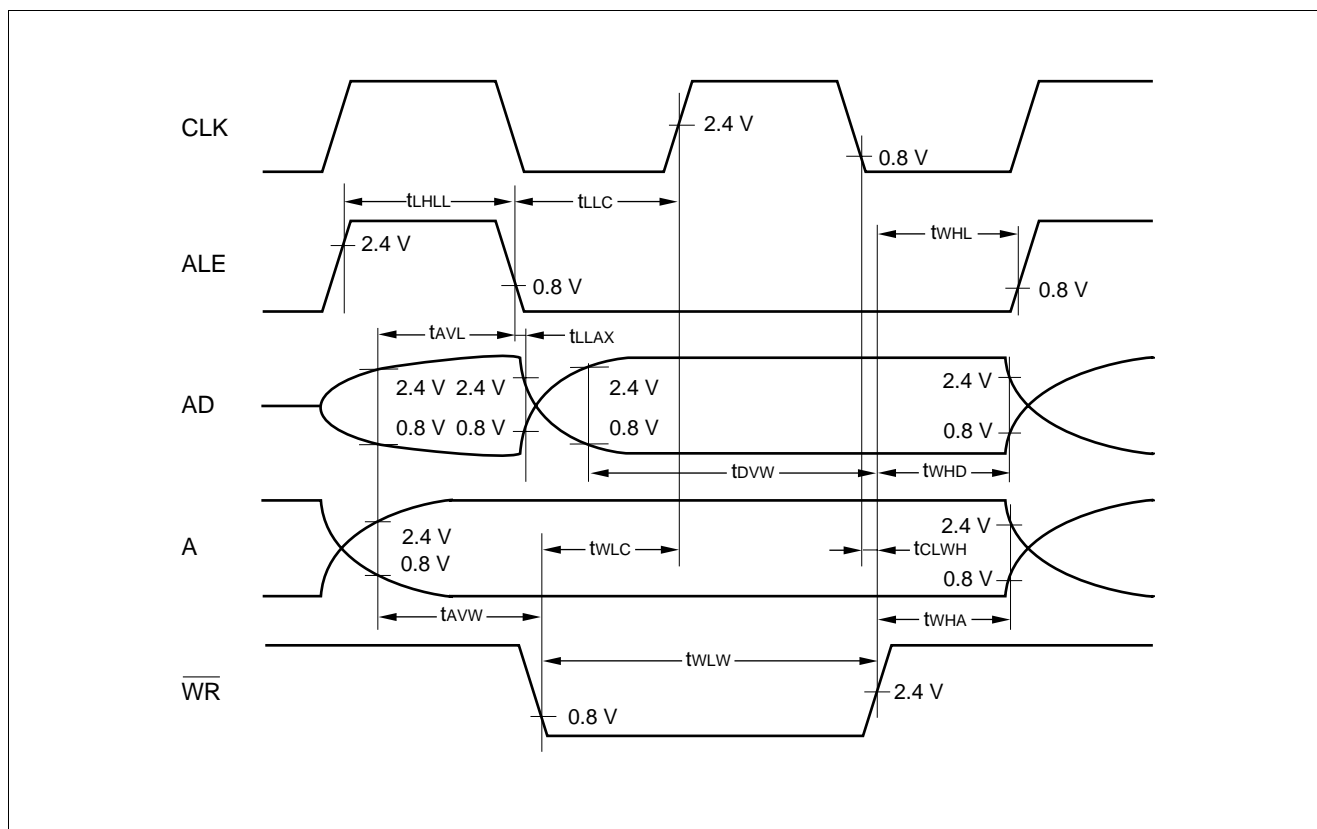 CLK
2.4 V
0.8 V
tLHLL
tLLC
tWHL
ALE
2.4 V
0.8 V
0.8 V
tAVL
tLLAX
AD
2.4 V 2.4 V
2.4 V
2.4 V
0.8 V 0.8 V
0.8 V
0.8 V
tDVW
tWHD
A
2.4 V
2.4 V
0.8 V
tWLC
tCLWH
0.8 V
tAVW
tWHA
tWLW
WR
0.8 V
2.4 V